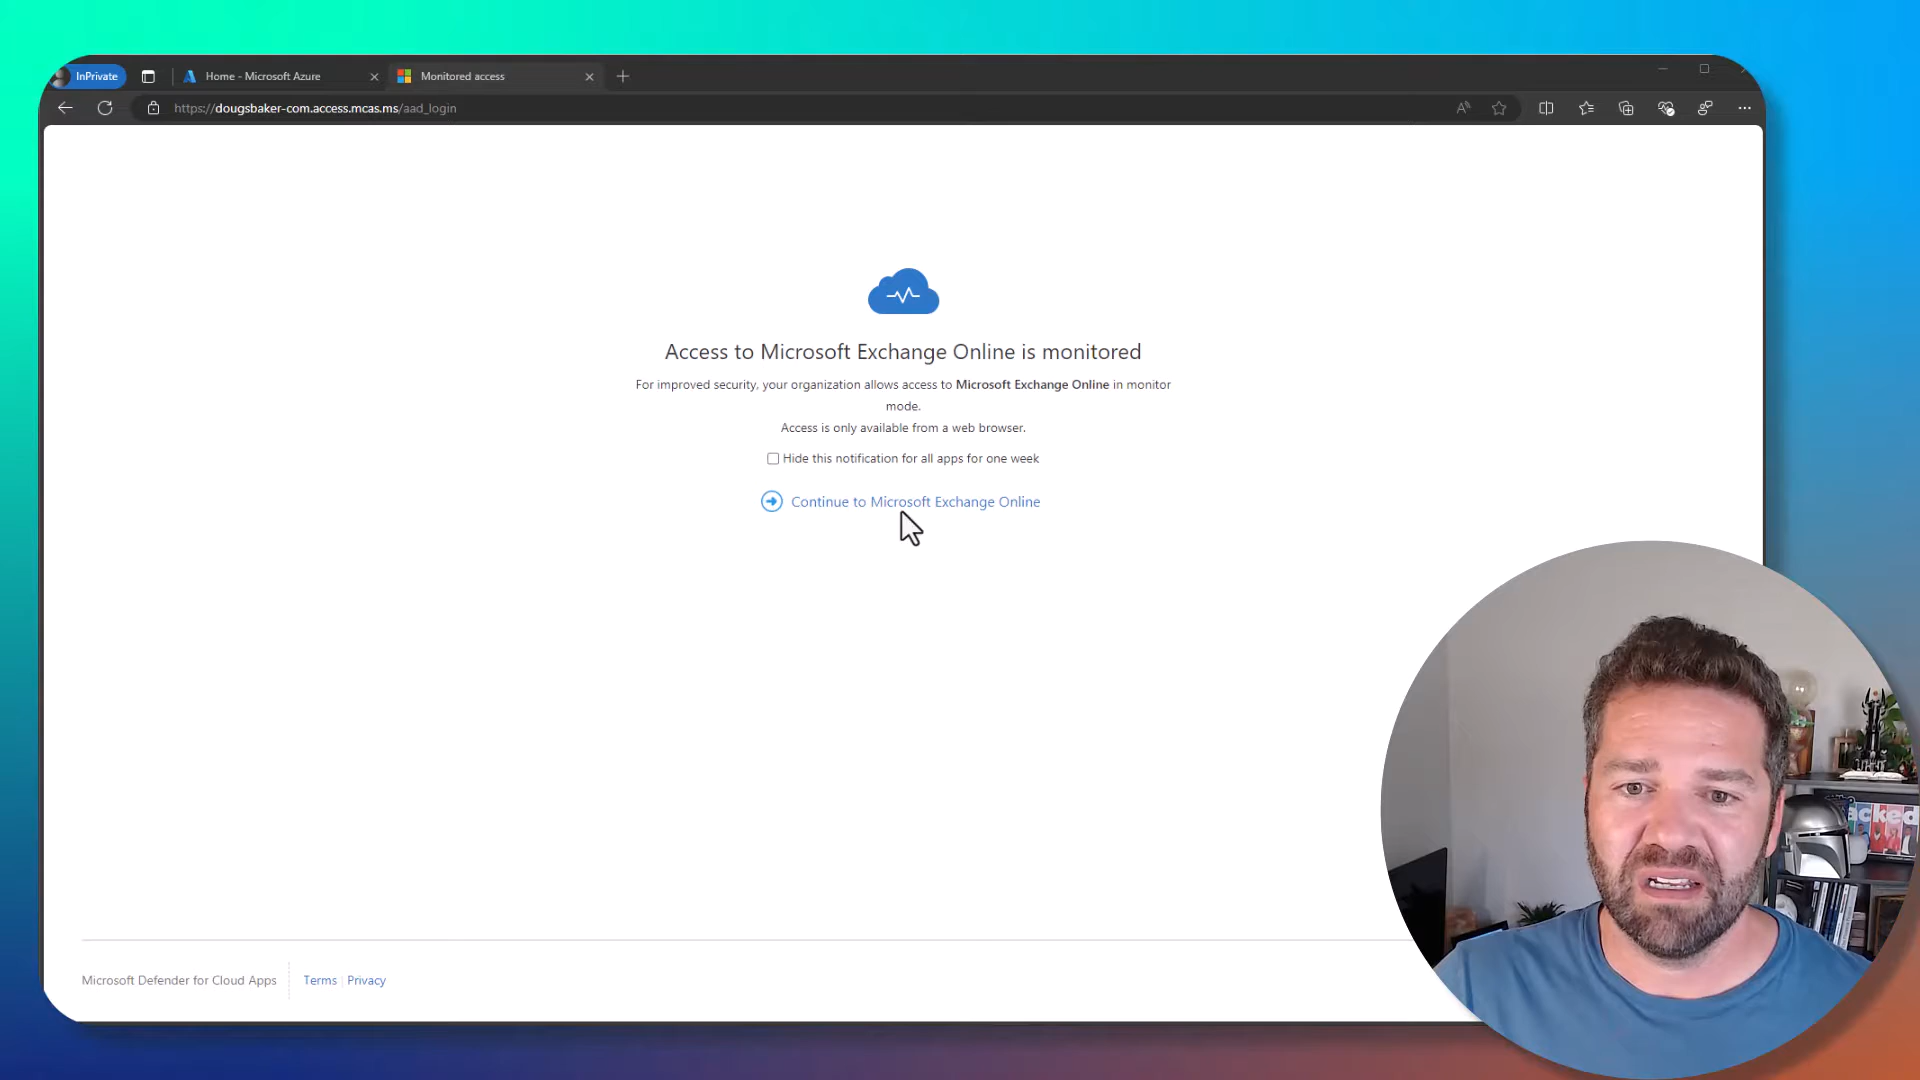 InPrivate
Home - Microsoft Azure
Monitored access
https://dougsbaker-com.access.mcas.ms/aad_login
Access to Microsoft Exchange Online is monitored
For improved security, your organization allows access to Microsoft Exchange Online in monitor
mode.
Access is only available from a web browser.
Hide this notification for all apps for one week
Continue to Microsoft Exchange Online
acked
Microsoft Defender for Cloud Apps
Terms | Privacy